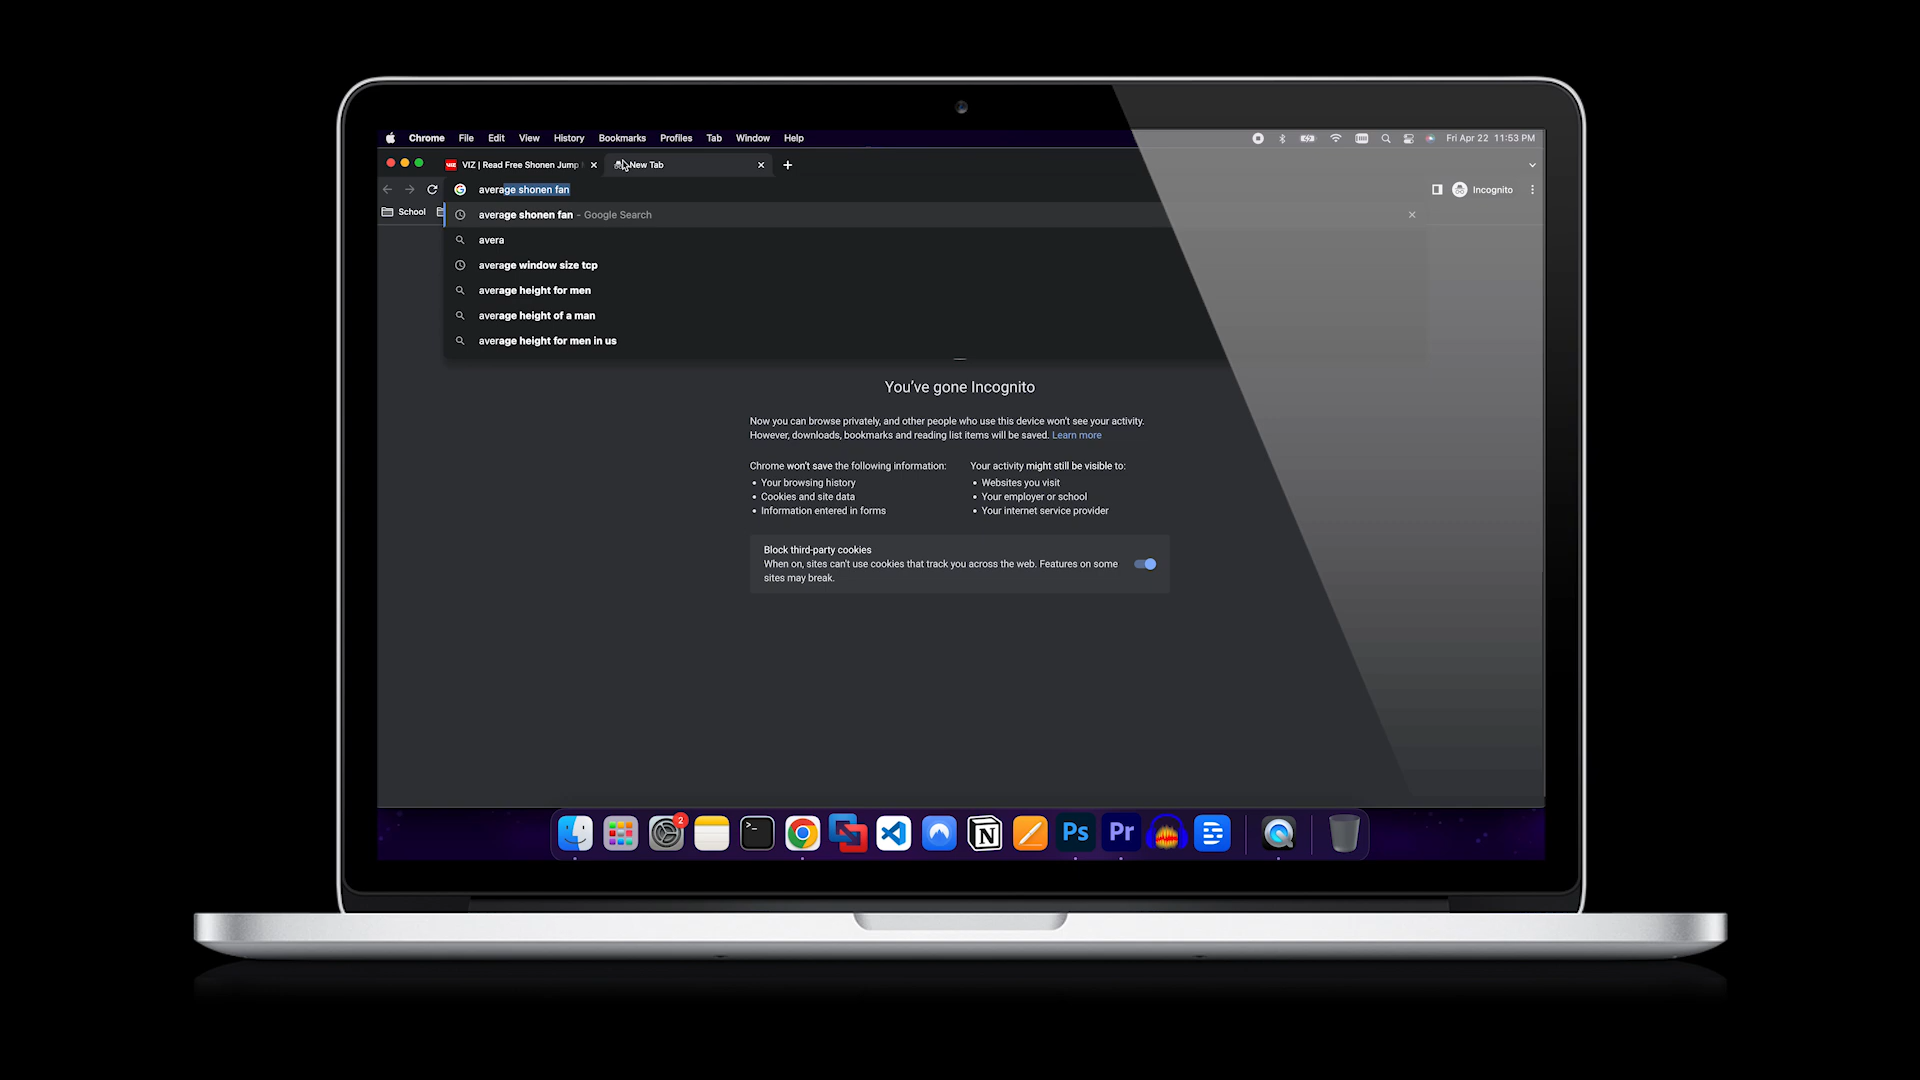 Chrome File Edit View History Bookmarks Profiles Tab Window Help
Fri Apr 22 11:53 PM
VIZ | Read Free Shonen Jump
New Tab
average shonen fan
Incognito
School
average shonen fan - Google Search
avera
average window size tcp
average height for men
average height of a man
average height for men in us
You've gone Incognito
Now you can browse privately, and other people who use this device won't see your activity.
However, downloads, bookmarks and reading list items will be saved. Learn more
Chrome won't save the following information:
• Your browsing history
• Cookies and site data
• Information entered in forms
Your activity might still be visible to:
• Websites you visit
• Your employer or school
• Your internet service provider
Block third-party cookies
When on, sites can't use cookies that track you across the web. Features on some
sites may break.
2
>_
N
Ps
Pr